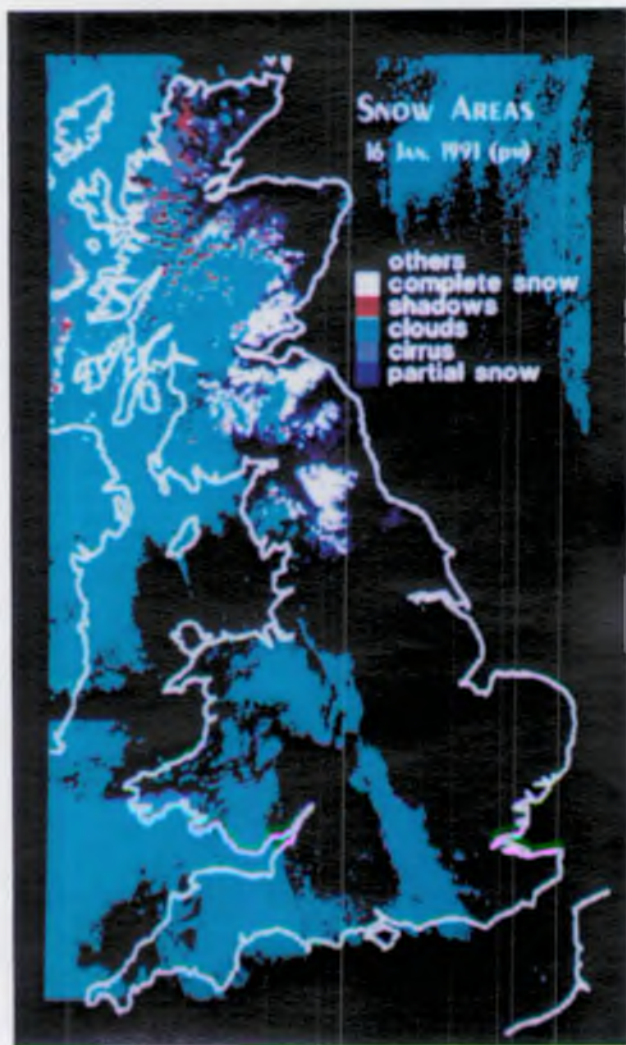 SNOW AREAS
16 JAN. 1991 (PM)
others
complete snow
shadows
clouds
cirrus
partial snow